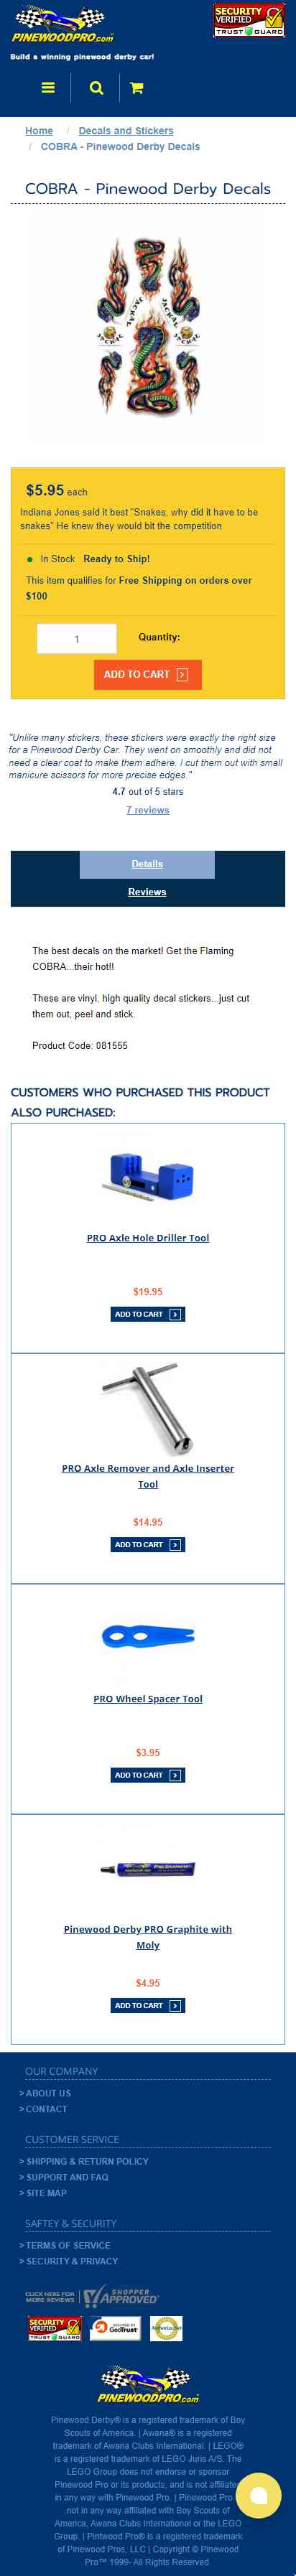 PINEWOODPRO.com
SECURITY
VERIFIED
TRUST GUARD
Build a winning pinewood derby car!
Home / Decals and Stickers
/ COBRA - Pinewood Derby Decals
COBRA - Pinewood Derby Decals
JACKAL
JACKAL
JACKAL
JACKAL
$5.95 each
Indiana Jones said it best "Snakes, why did it have to be
snakes" He knew they would bit the competition
In Stock Ready to Ship!
This item qualifies for Free Shipping on orders over
$100
1 Quantity:
ADD TO CART
"Unlike many stickers, these stickers were exactly the right size
for a Pinewood Derby Car. They went on smoothly and did not
need a clear coat to make them adhere. I cut them out with small
manicure scissors for more precise edges."
4.7 out of 5 stars
7 reviews
Details
Reviews
The best decals on the market! Get the Flaming
COBRA...their hot!!
These are vinyl, high quality decal stickers...just cut
them out, peel and stick.
Product Code: 081555
CUSTOMERS WHO PURCHASED THIS PRODUCT
ALSO PURCHASED:
PRO Axle Hole Driller Tool
$19.95
ADD TO CART
PRO Axle Remover and Axle Inserter
Tool
$14.95
ADD TO CART
PRO Wheel Spacer Tool
$3.95
ADD TO CART
Pinewood Derby PRO Graphite with
Moly
$4.95
ADD TO CART
OUR COMPANY
> ABOUT US
> CONTACT
CUSTOMER SERVICE
> SHIPPING & RETURN POLICY
> SUPPORT AND FAQ
> SITE MAP
SAFTEY & SECURITY
> TERMS OF SERVICE
> SECURITY & PRIVACY
CLICK HERE FOR
MORE REVIEWS
SHOPPER
APPROVED
SECURITY
VERIFIED
TRUST GUARD
GeoTrust
PINEWOODPRO.com
Pinewood Derby® is a registered trademark of Boy
Scouts of America. | Awana® is a registered
trademark of Awana Clubs International. | LEGO®
is a registered trademark of LEGO Juris A/S. The
LEGO Group does not endorse or sponsor
Pinewood Pro or its products, and is not affiliate
in any way with Pinewood Pro. | Pinewood Pro
not in any way affiliated with Boy Scouts of
America, Awana Clubs International or the LEGO
Group. | Pintwood Pro® is a registered trademark
of Pinewood Pros, LLC | Copyright © Pinewood
Pro™ 1999- All Rights Reserved.